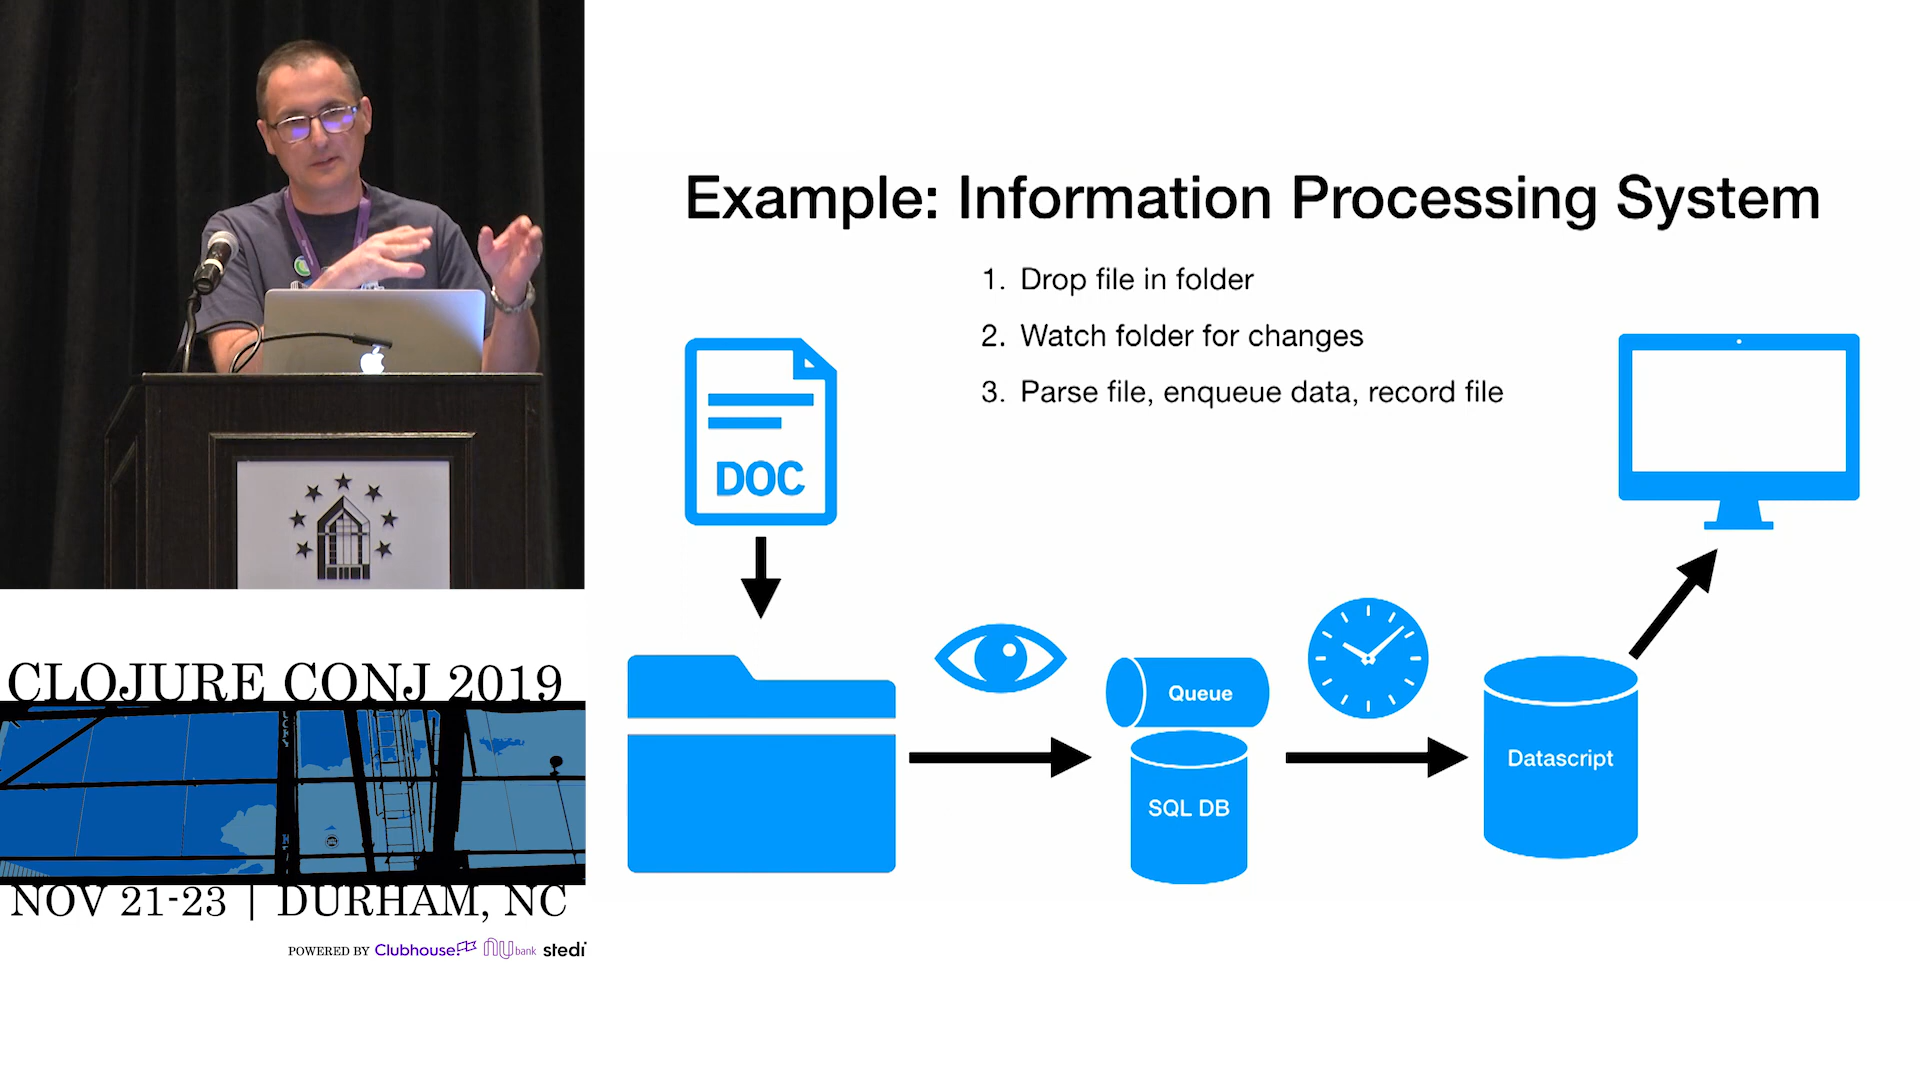 Example: Information Processing System
1. Drop file in folder
2. Watch folder for changes
3. Parse file, enqueue data, record file
DOC
Queue
SQL DB
Datascript
CLOJURE CONJ 2019
NOV 21-23 | DURHAM, NC
POWERED BY Clubhouse nu bank stedi